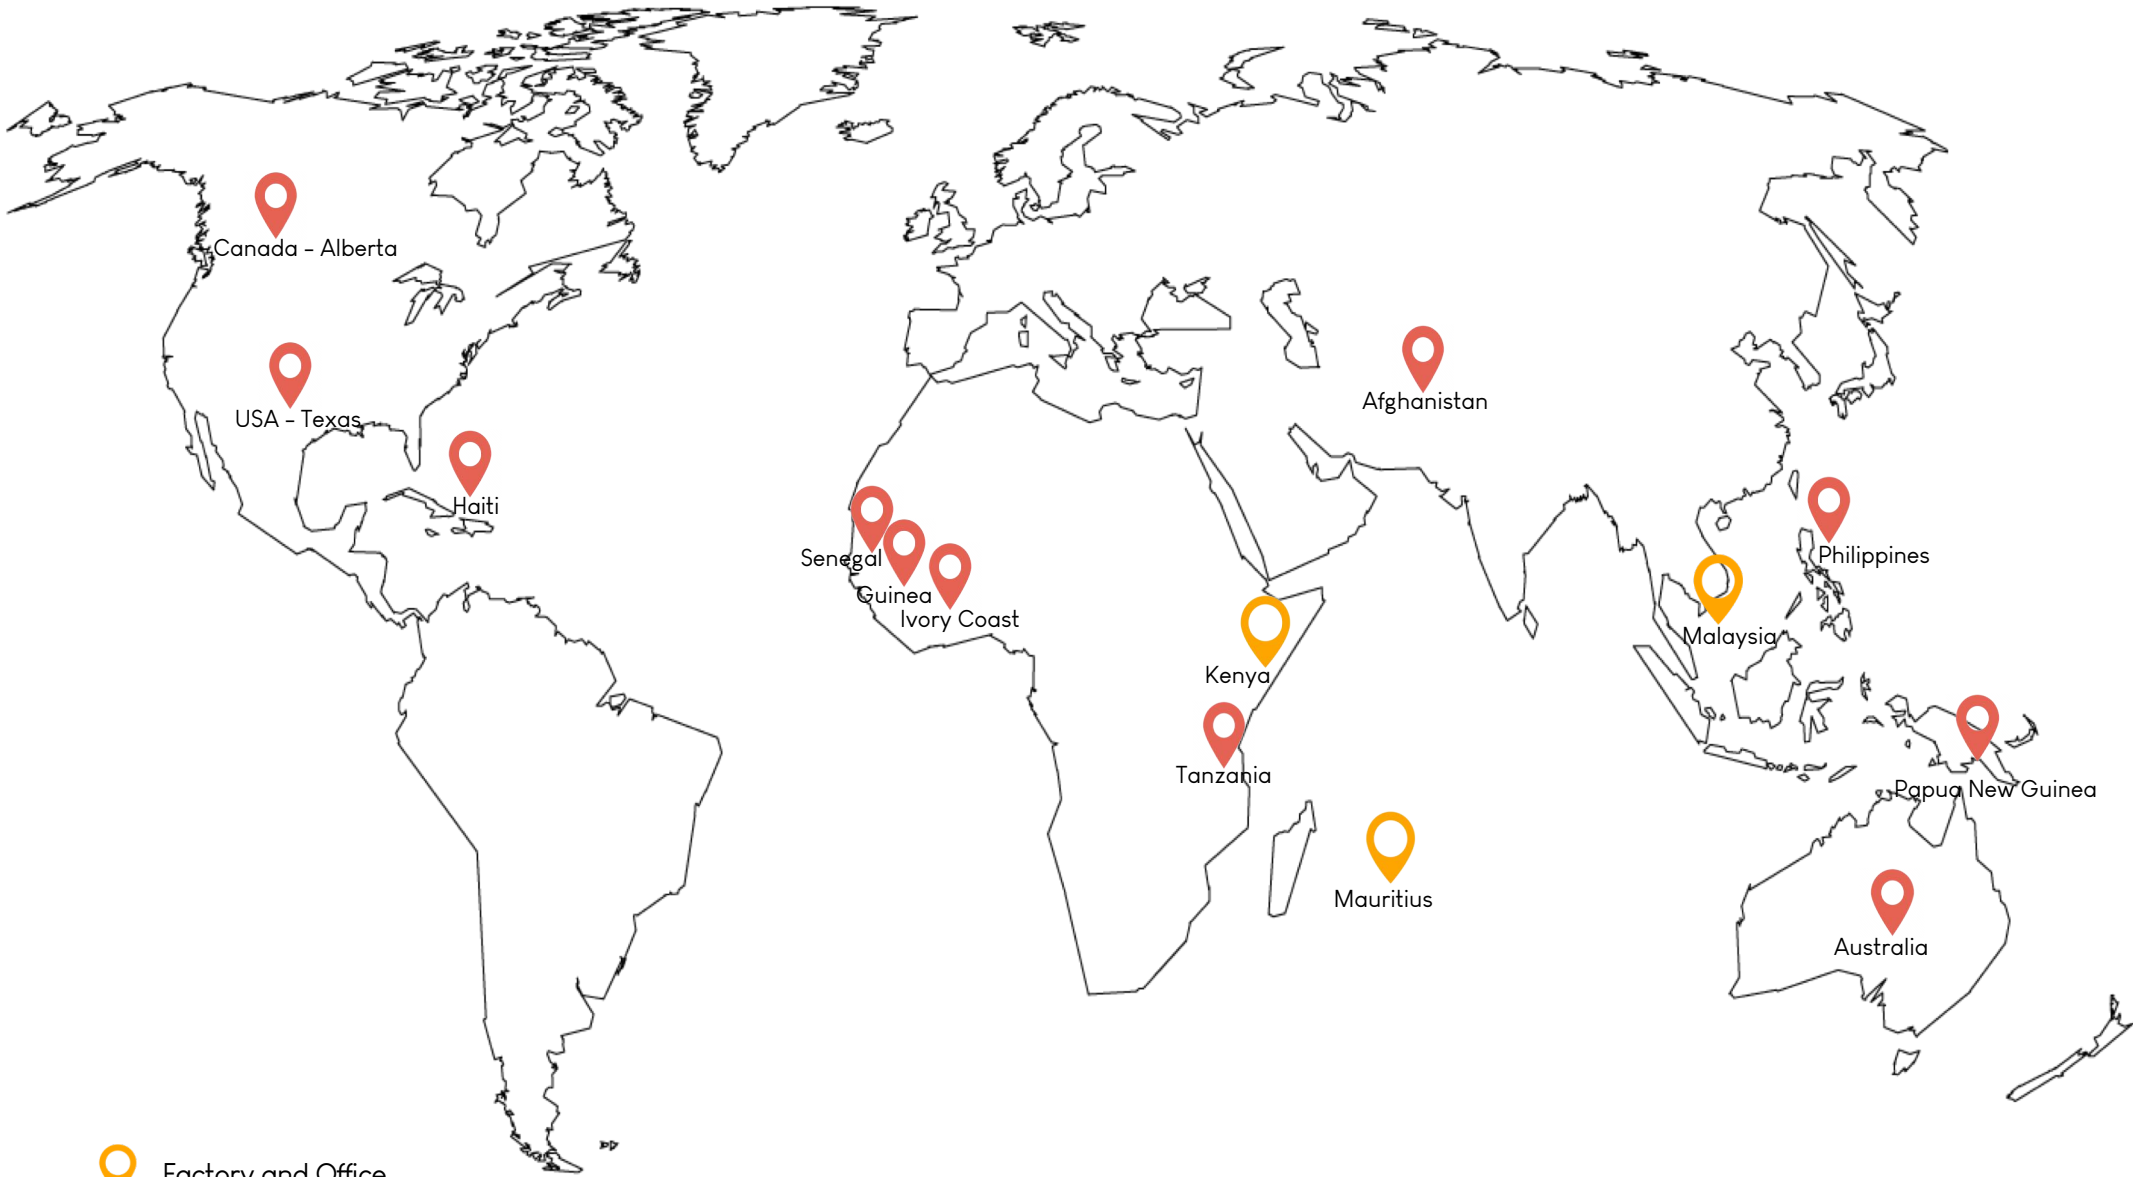 Canada - Alberta
USA - Texas
Haiti
Afghanistan
Senegal
Guinea
Ivory Coast
Philippines
Malaysia
Kenya
Tanzania
Papua New Guinea
Mauritius
Australia
Factory and Office